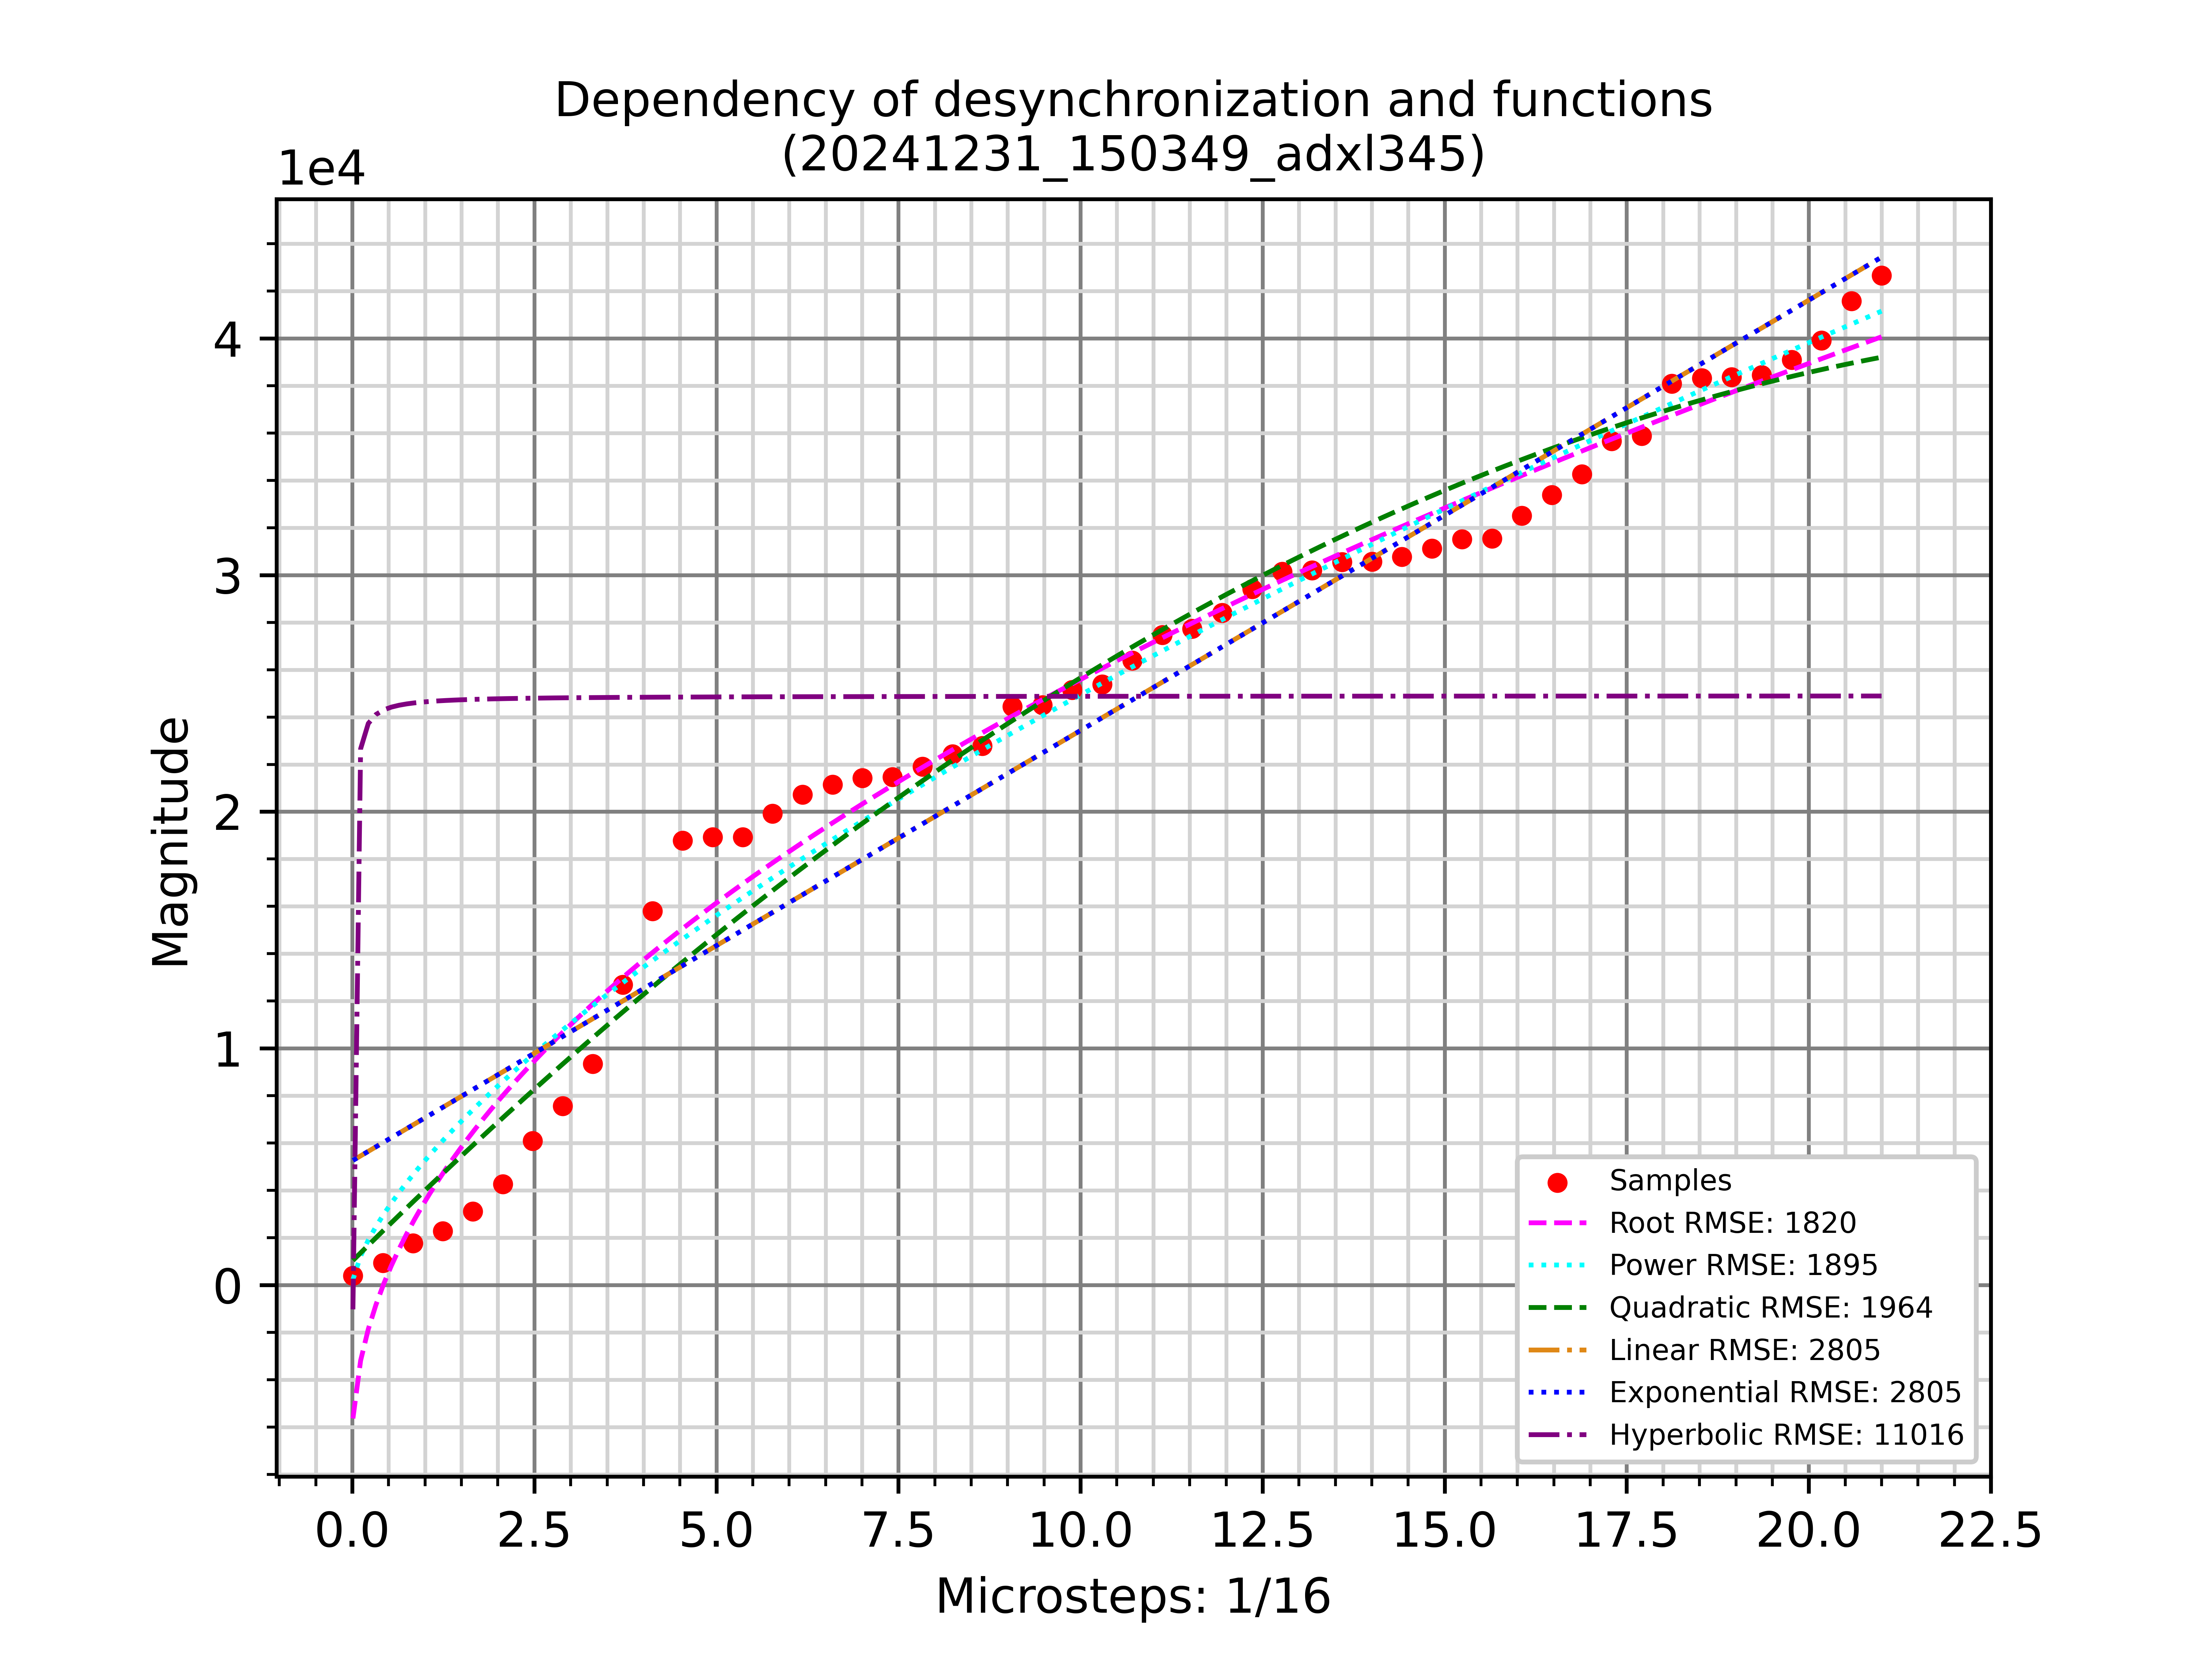 Dependency of desynchronization and functions
(20241231_150349_adxl345)
1e4
4
3
2
1
0
Magnitude
Samples
Root RMSE: 1820
Power RMSE: 1895
Quadratic RMSE: 1964
Linear RMSE: 2805
Exponential RMSE: 2805
Hyperbolic RMSE: 11016
0.0 2.5 5.0 7.5 10.0 12.5 15.0 17.5 20.0 22.5
Microsteps: 1/16